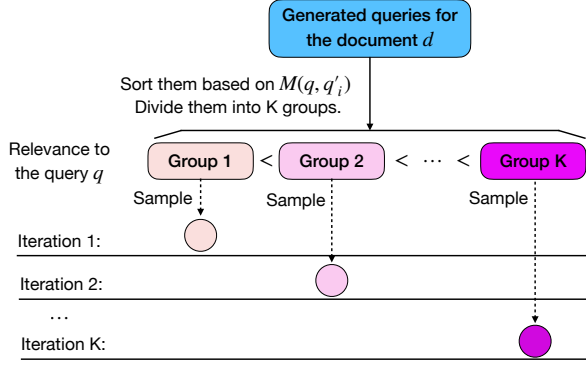 Generated queries for
the document d
Sort them based on M(q, q'_i)
Divide them into K groups.
Relevance to
the query q
Group 1 < Group 2 < ... < Group K
Sample Sample Sample
Iteration 1:
Iteration 2:
...
Iteration K: